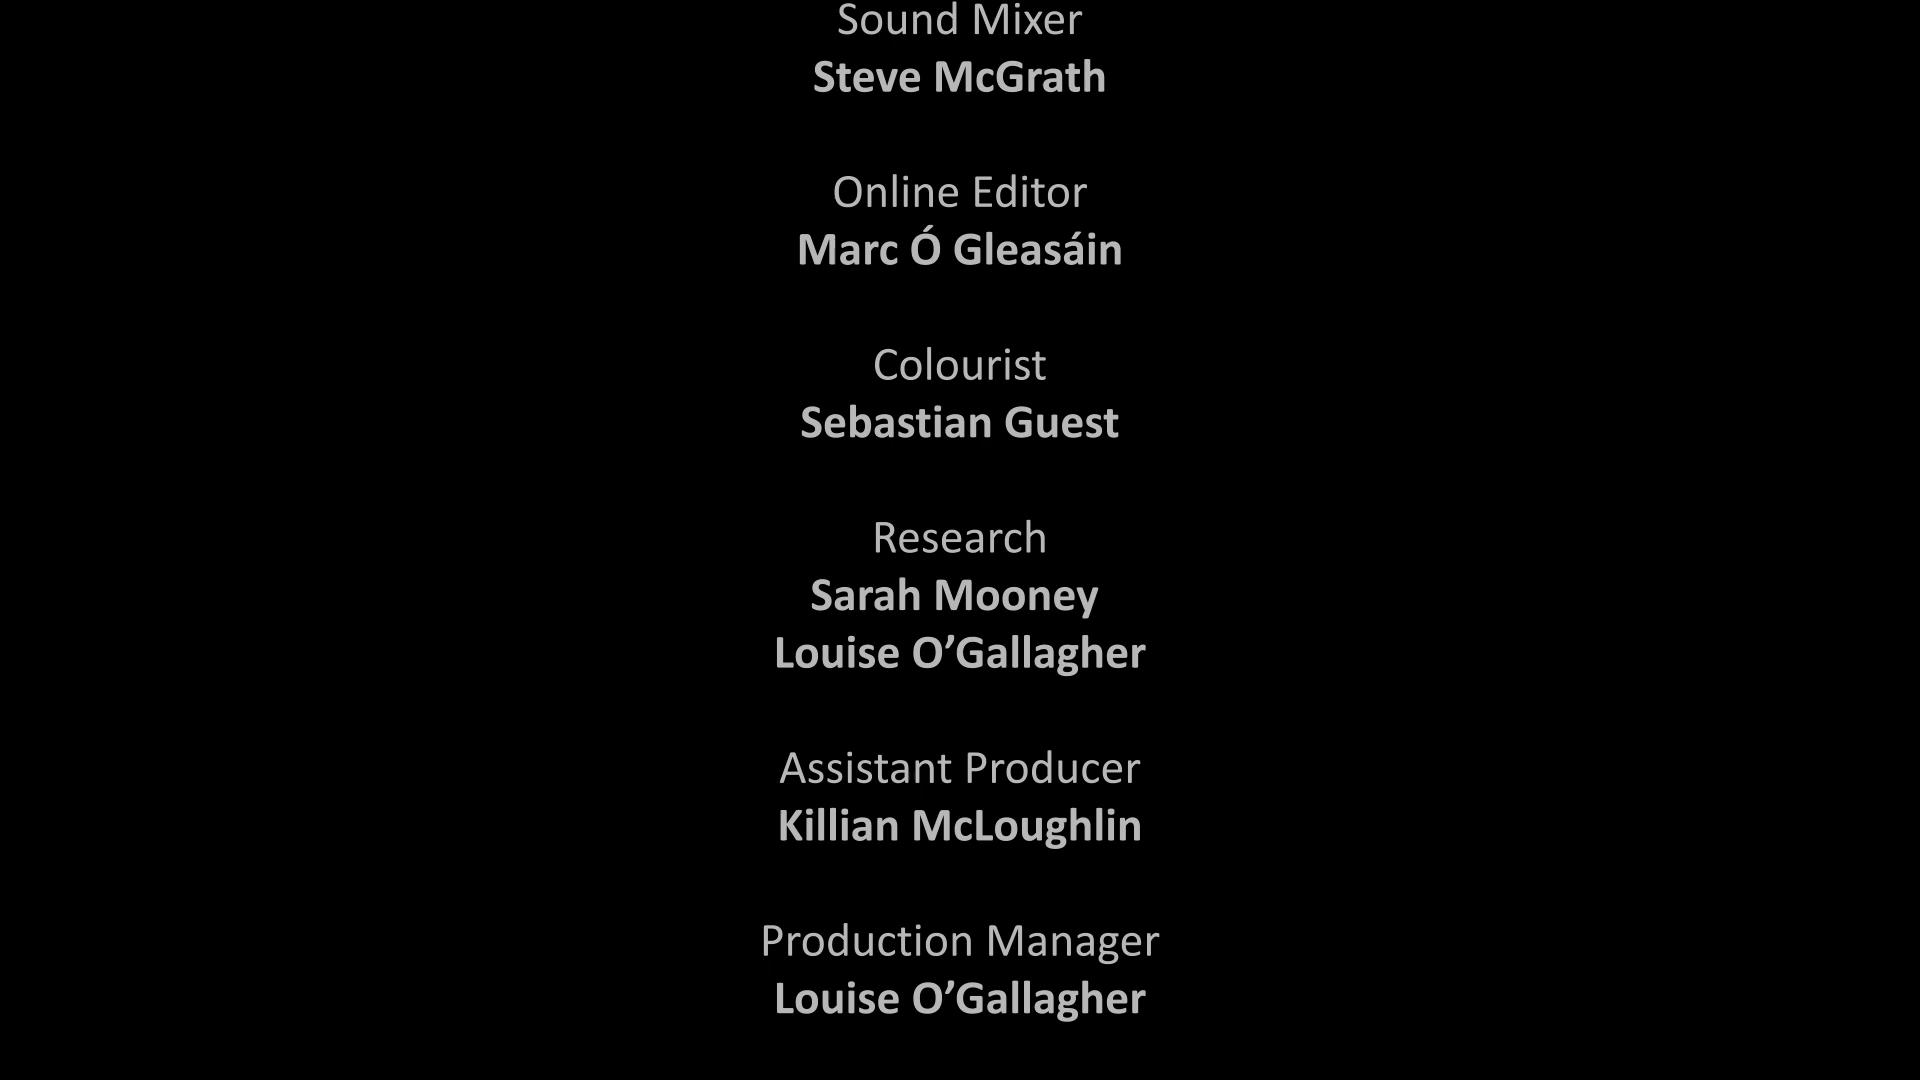 Sound Mixer
Steve McGrath
Online Editor
Marc Ó Gleasáin
Colourist
Sebastian Guest
Research
Sarah Mooney
Louise O’Gallagher
Assistant Producer
Killian McLoughlin
Production Manager
Louise O’Gallagher